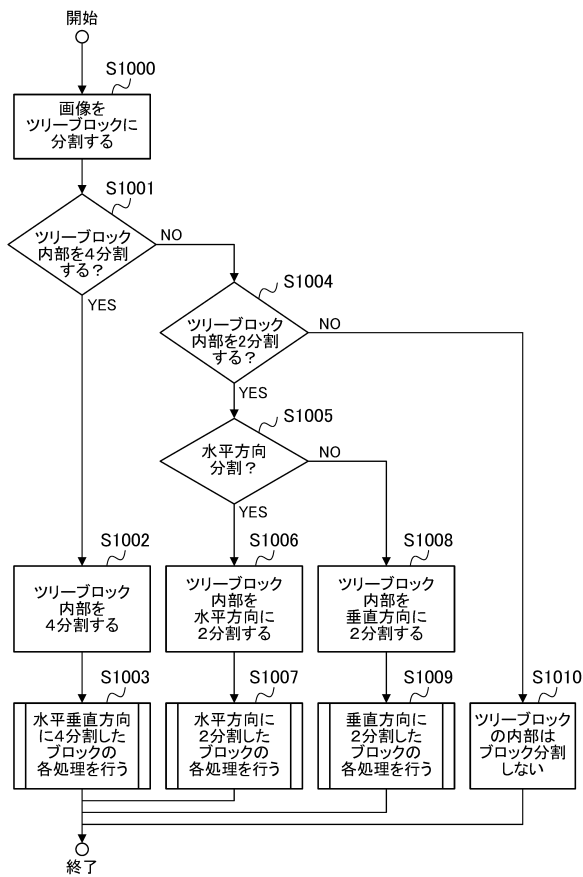 開始
S1000
画像を
ツリーブロックに
分割する
S1001
ツリーブロック
内部を4分割
する？
NO
YES
S1004
ツリーブロック
内部を2分割
する？
NO
YES
S1005
水平方向
分割？
NO
YES
S1002
ツリーブロック
内部を
4分割する
S1006
ツリーブロック
内部を
水平方向に
2分割する
S1008
ツリーブロック
内部を
垂直方向に
2分割する
S1003
水平垂直方向
に4分割した
ブロックの
各処理を行う
S1007
水平方向に
2分割した
ブロックの
各処理を行う
S1009
垂直方向に
2分割した
ブロックの
各処理を行う
S1010
ツリーブロック
の内部は
ブロック分割
しない
終了